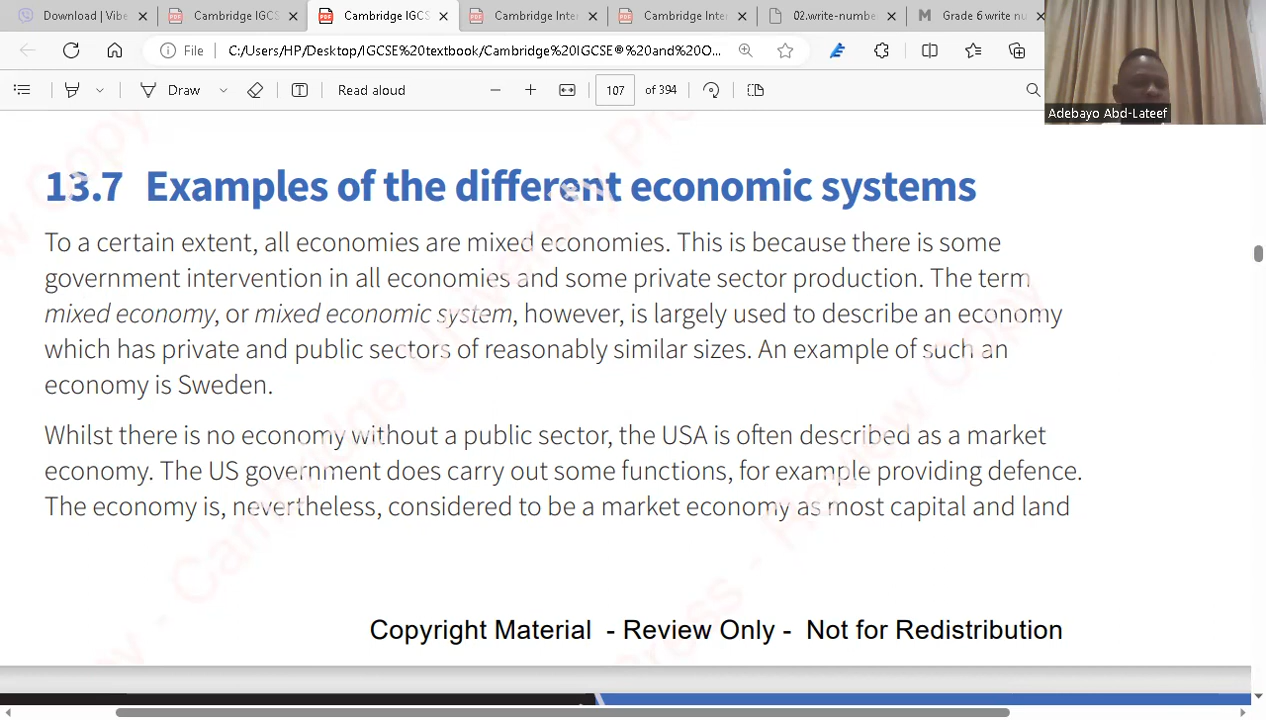 Download | Vibe
Cambridge IGCS
Cambridge IGCS
Cambridge Inter
Cambridge Inter
02.write-number
Grade 6 write nu
File
C:/Users/HP/Desktop/IGCSE%20textbook/Cambridge%20IGCSE®%20and%20O...
Draw
Read aloud
107 of 394
Adebayo Abd-Lateef
13.7 Examples of the different economic systems
To a certain extent, all economies are mixed economies. This is because there is some
government intervention in all economies and some private sector production. The term
mixed economy, or mixed economic system, however, is largely used to describe an economy
which has private and public sectors of reasonably similar sizes. An example of such an
economy is Sweden.
Whilst there is no economy without a public sector, the USA is often described as a market
economy. The US government does carry out some functions, for example providing defence.
The economy is, nevertheless, considered to be a market economy as most capital and land
Copyright Material - Review Only - Not for Redistribution